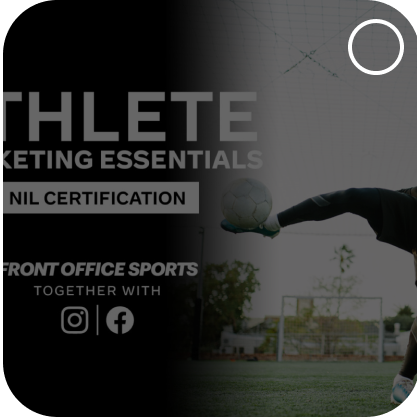 THLETE
KETING ESSENTIALS
NIL CERTIFICATION
FRONT OFFICE SPORTS
TOGETHER WITH